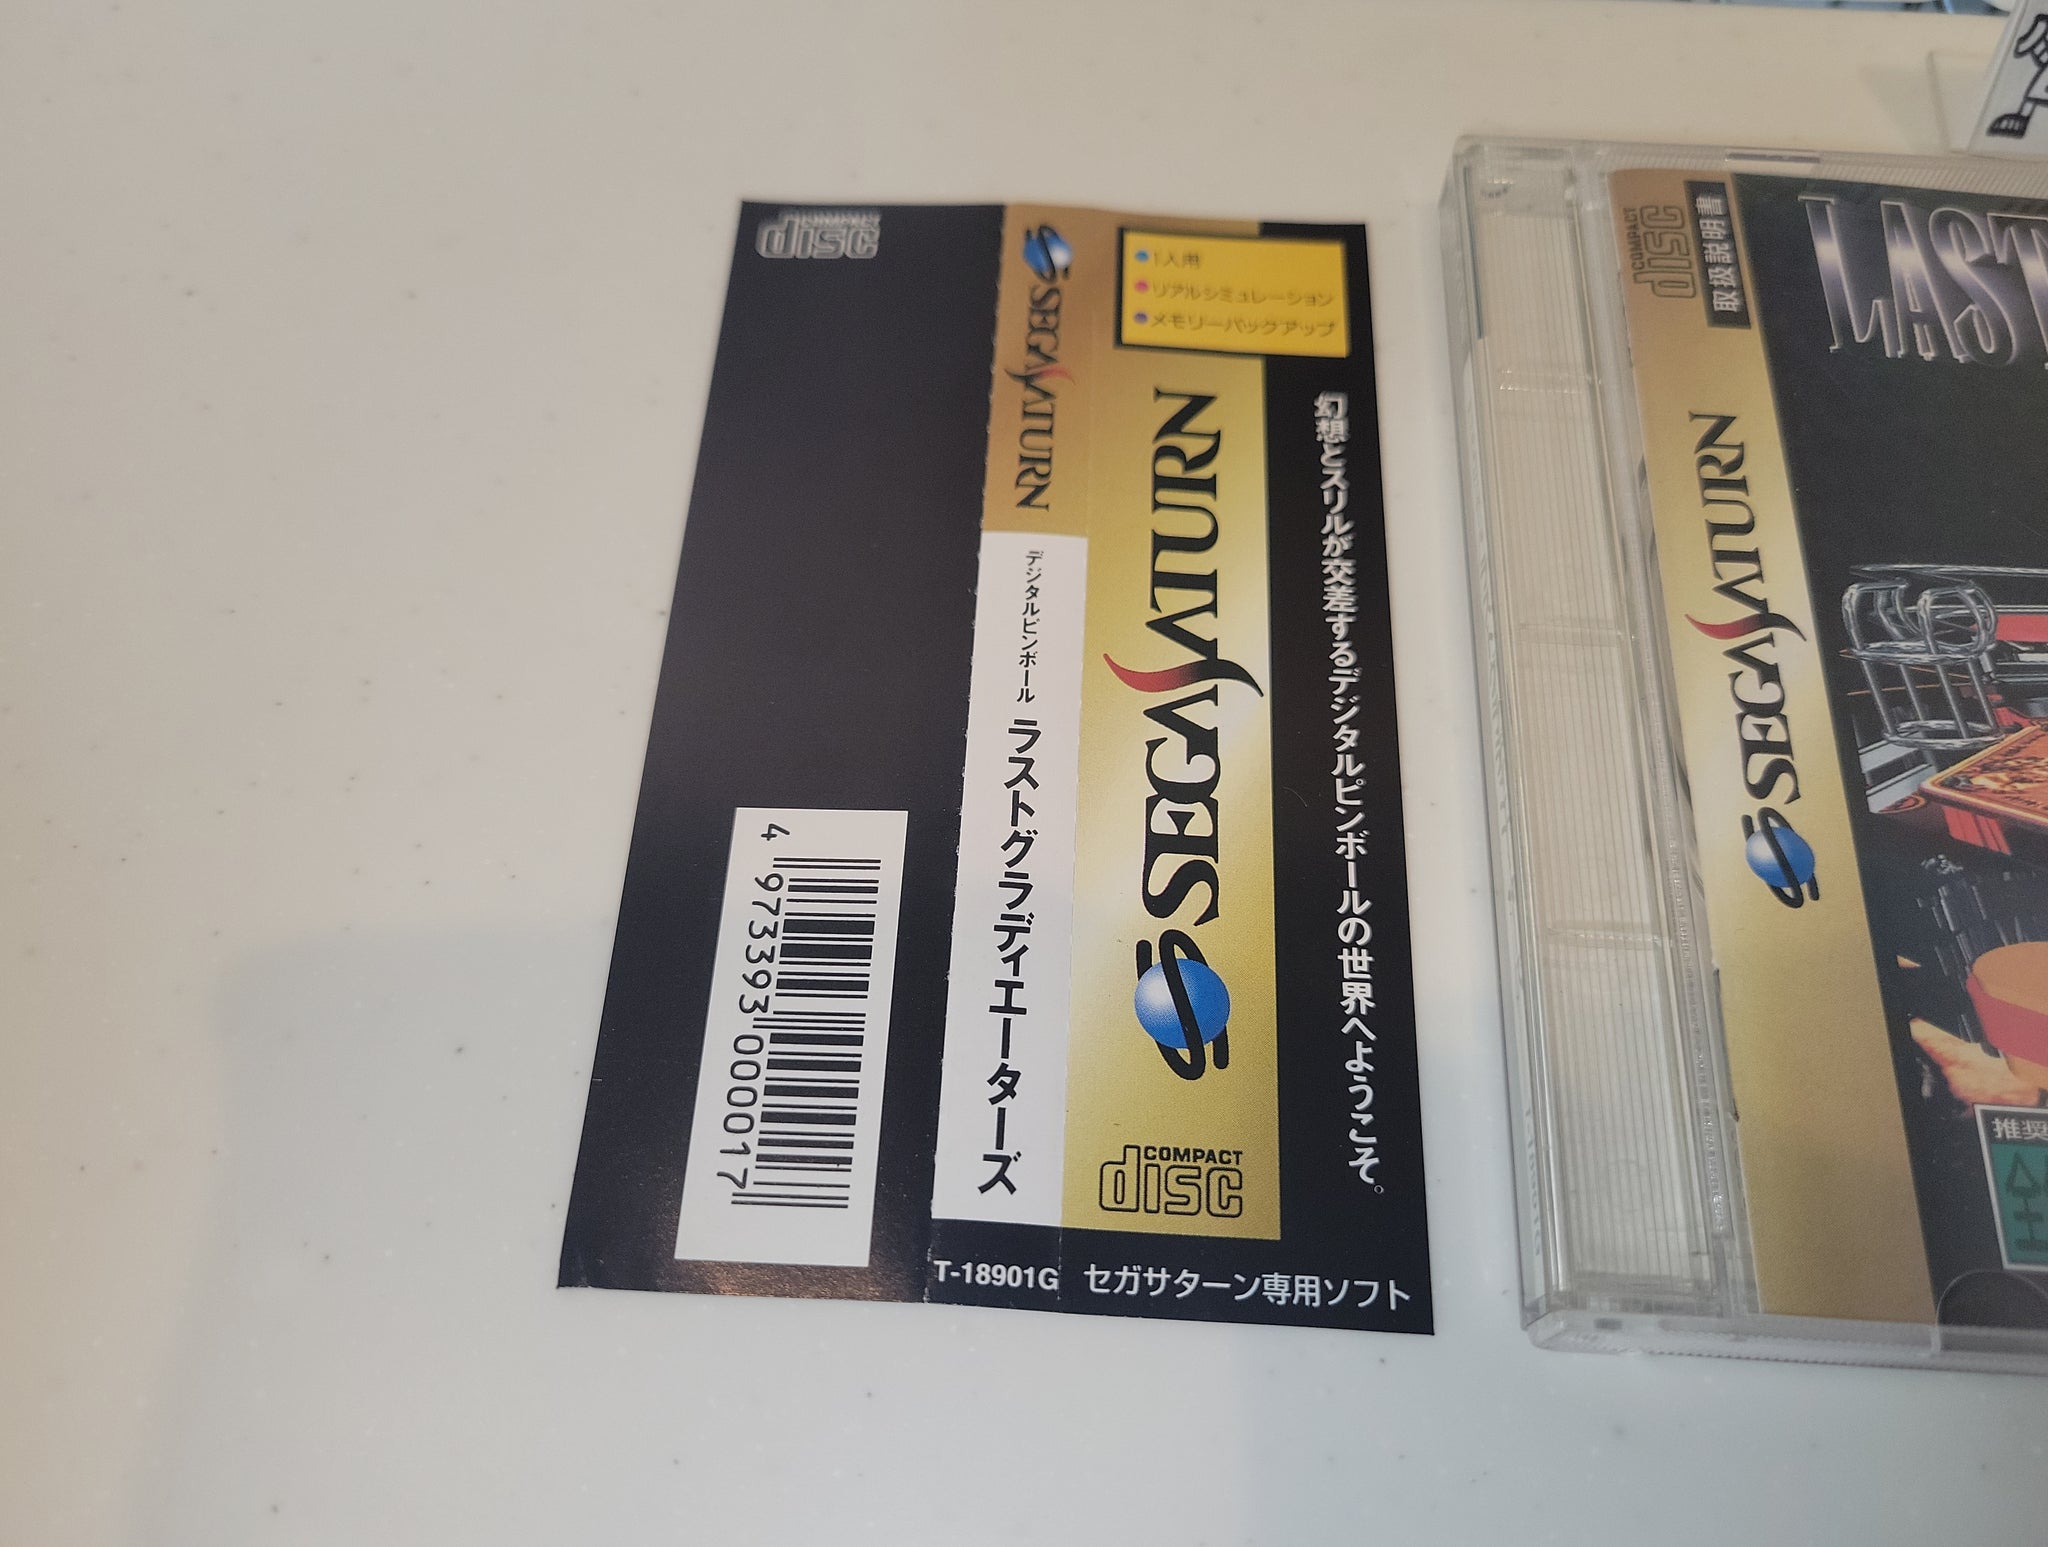 COMPACT
disc
4 973393 000017
SEGA SATURN
デジタルピンボール ラストグラディエーターズ
T-18901G
1人用
リアルシミュレーション
メモリーバックアップ
SEGA SATURN
COMPACT
disc
幻想とスリルが交差するデジタルピンボールの世界へようこそ。
セガサターン専用ソフト
COMPACT
disc
取扱説明書
SEGA SATURN
LAST
推奨